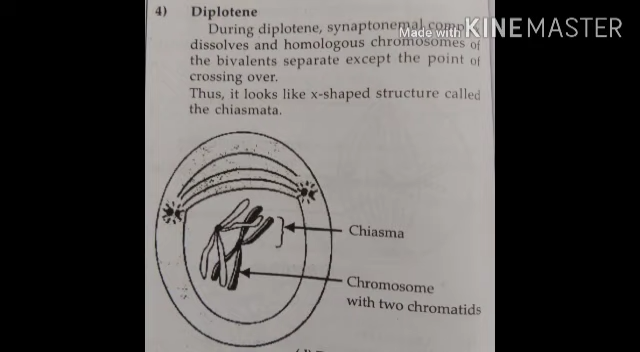 4) Diplotene
During diplotene, synaptonemal
dissolves and homologous chromosomes of
the bivalents separate except the point of
crossing over.
Thus, it looks like x-shaped structure called
the chiasmata.
Made with KINEMASTER
Chiasma
Chromosome
with two chromatids